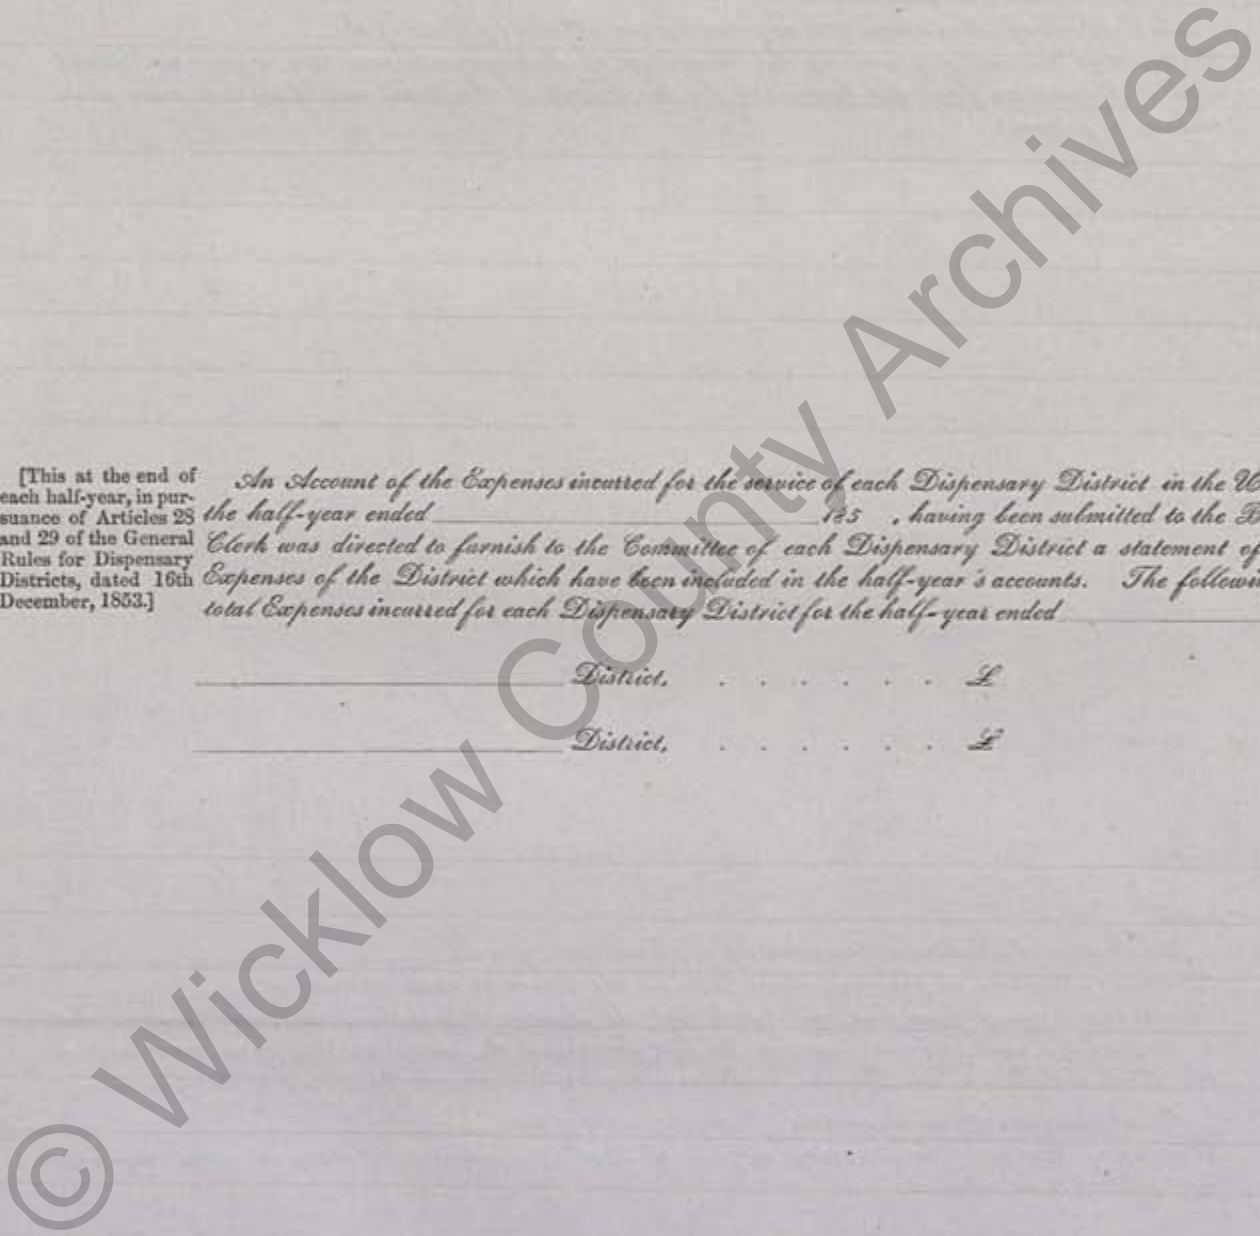 [This at the end of
each half-year, in pur-
suance of Articles 28
and 29 of the General
Rules for Dispensary
Districts, dated 16th
December, 1853.]
An Account of the Expenses incurred for the service of each Dispensary District in the
the half-year ended 185 , having been submitted to the
Clerk was directed to furnish to the Committee of each Dispensary District a statement of
Expenses of the District which have been included in the half-year's accounts. The followi
total Expenses incurred for each Dispensary District for the half-year ended
District, . . . . . . £
District, . . . . . . £
© Wicklow County Archives